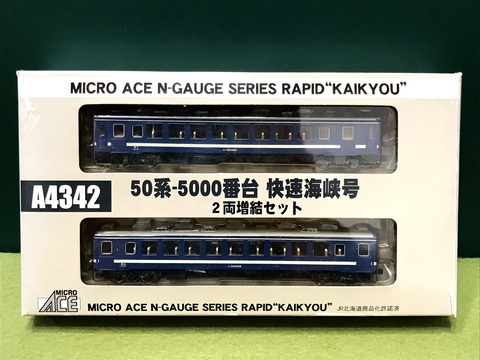 MICRO ACE N-GAUGE SERIES RAPID“KAIKYOU”
A4342
50系-5000番台 快速海峡号
2両増結セット
MICRO
ACE
MICRO ACE N-GAUGE SERIES RAPID“KAIKYOU”
JR北海道商品化許諾済